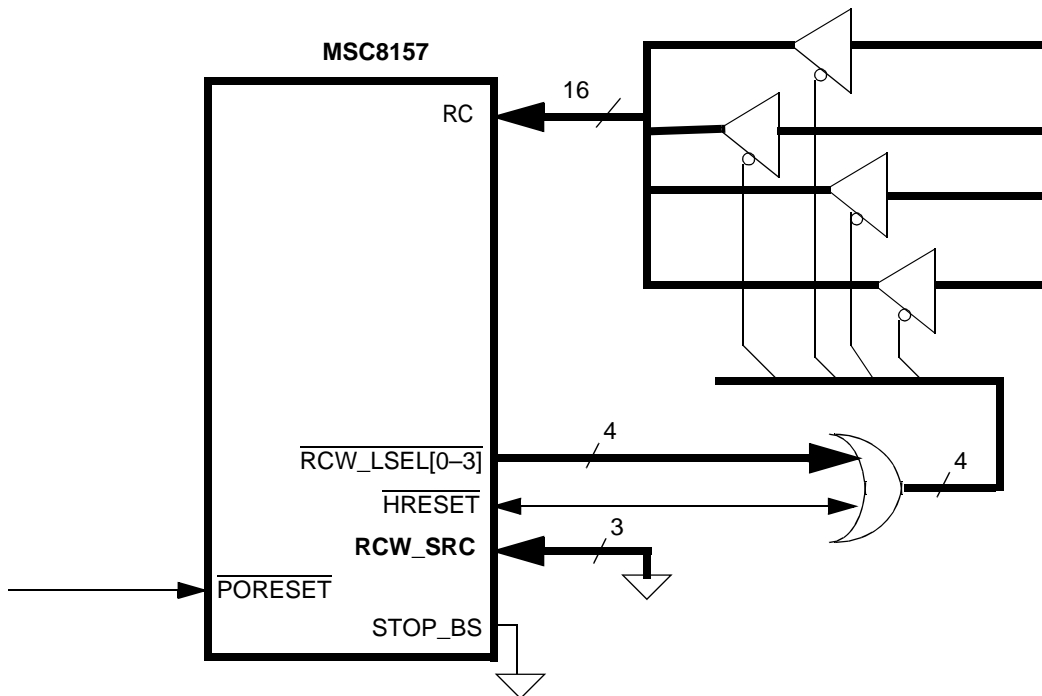 MSC8157
RC
16
RCW_LSEL[0–3]
4
4
HRESET
RCW_SRC
3
PORESET
STOP_BS